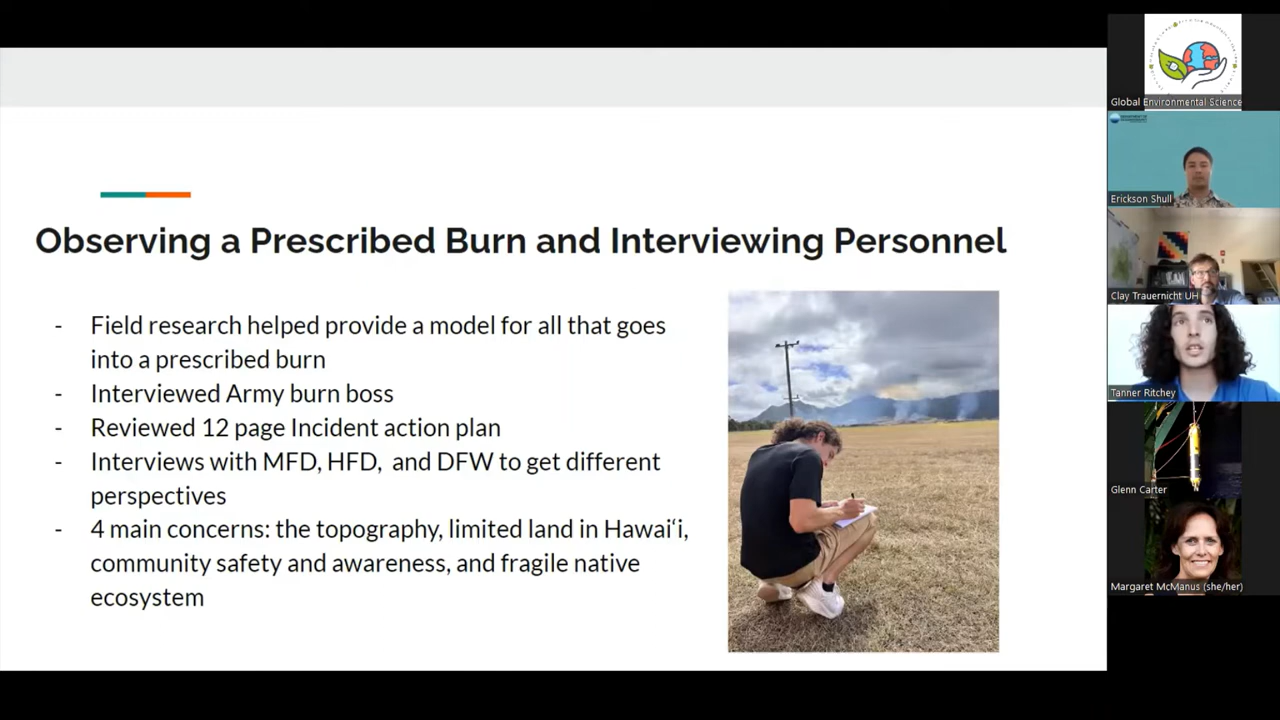 Observing a Prescribed Burn and Interviewing Personnel
- Field research helped provide a model for all that goes
into a prescribed burn
- Interviewed Army burn boss
- Reviewed 12 page Incident action plan
- Interviews with MFD, HFD, and DFW to get different
perspectives
- 4 main concerns: the topography, limited land in Hawaiʻi,
community safety and awareness, and fragile native
ecosystem
Global Environmental Science
Erickson Shull
Clay Trauernicht UH
Tanner Ritchey
Glenn Carter
Margaret McManus (she/her)